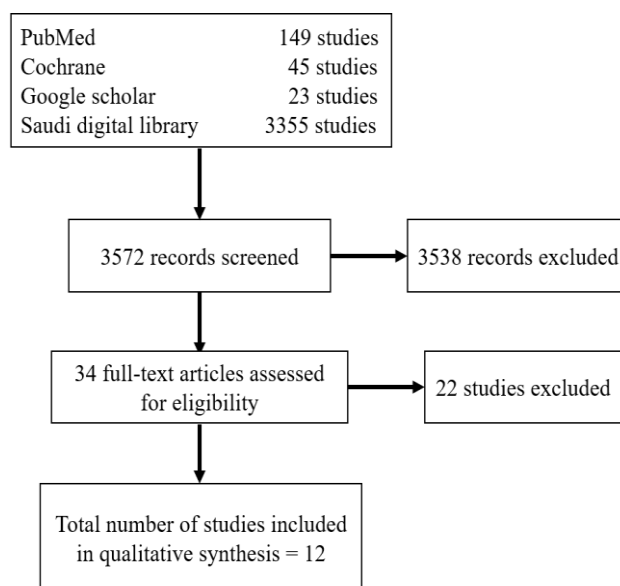 PubMed 149 studies
Cochrane 45 studies
Google scholar 23 studies
Saudi digital library 3355 studies
3572 records screened
3538 records excluded
34 full-text articles assessed
for eligibility
22 studies excluded
Total number of studies included
in qualitative synthesis = 12